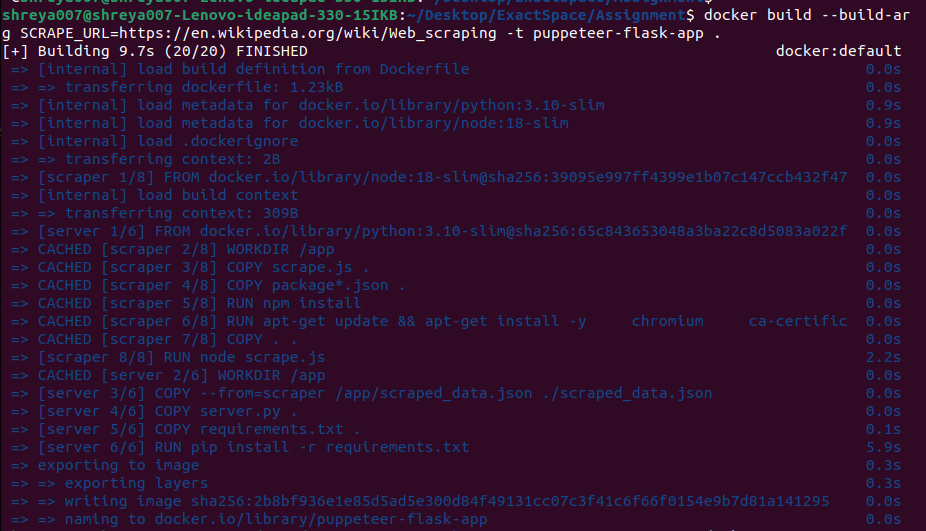 shreya007@shreya007-Lenovo-ideapad-330-15IKB:~/Desktop/ExactSpace/Assignment$
shreya007@shreya007-Lenovo-ideapad-330-15IKB:~/Desktop/ExactSpace/Assignment$ docker build --build-ar
g SCRAPE_URL=https://en.wikipedia.org/wiki/Web_scraping -t puppeteer-flask-app .
[+] Building 9.7s (20/20) FINISHED docker:default
=> [internal] load build definition from Dockerfile 0.0s
=> => transferring dockerfile: 1.23kB 0.0s
=> [internal] load metadata for docker.io/library/python:3.10-slim 0.9s
=> [internal] load metadata for docker.io/library/node:18-slim 0.9s
=> [internal] load .dockerignore 0.0s
=> => transferring context: 2B 0.0s
=> [scraper 1/8] FROM docker.io/library/node:18-slim@sha256:39095e997ff4399e1b07c147ccb432f47 0.0s
=> [internal] load build context 0.0s
=> => transferring context: 309B 0.0s
=> [server 1/6] FROM docker.io/library/python:3.10-slim@sha256:65c843653048a3ba22c8d5083a022f 0.0s
=> CACHED [scraper 2/8] WORKDIR /app 0.0s
=> CACHED [scraper 3/8] COPY scrape.js . 0.0s
=> CACHED [scraper 4/8] COPY package*.json . 0.0s
=> CACHED [scraper 5/8] RUN npm install 0.0s
=> CACHED [scraper 6/8] RUN apt-get update && apt-get install -y     chromium     ca-certific 0.0s
=> CACHED [scraper 7/8] COPY . . 0.0s
=> [scraper 8/8] RUN node scrape.js 2.2s
=> CACHED [server 2/6] WORKDIR /app 0.0s
=> [server 3/6] COPY --from=scraper /app/scraped_data.json ./scraped_data.json 0.0s
=> [server 4/6] COPY server.py . 0.0s
=> [server 5/6] COPY requirements.txt . 0.1s
=> [server 6/6] RUN pip install -r requirements.txt 5.9s
=> exporting to image 0.3s
=> => exporting layers 0.3s
=> => writing image sha256:2b8bf936e1e85d5ad5e300d84f49131cc07c3f41c6f66f0154e9b7d81a141295 0.0s
=> => naming to docker.io/library/puppeteer-flask-app 0.0s